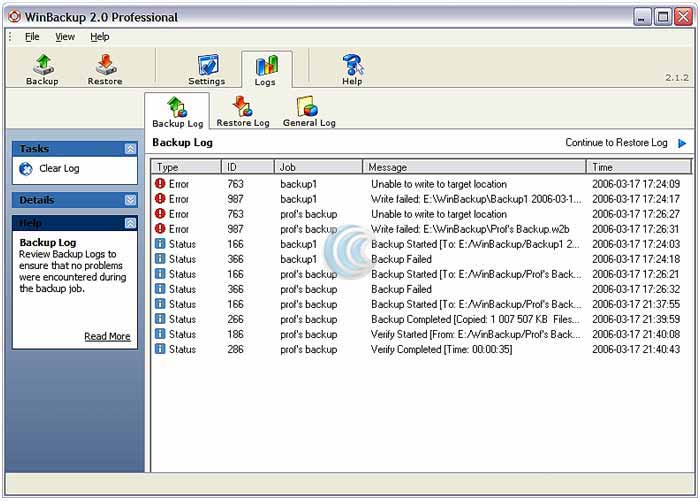 WinBackup 2.0 Professional
File View Help
Backup Restore Settings Logs Help 2.1.2
Backup Log Restore Log General Log
Tasks
Clear Log
Details
Help
Backup Log
Review Backup Logs to
ensure that no problems
were encountered during
the backup job.
Read More
Backup Log Continue to Restore Log
Type ID Job Message Time
Error 763 backup1 Unable to write to target location 2006-03-17 17:24:09
Error 987 backup1 Write failed: E:\WinBackup\Backup1 2006-03-1... 2006-03-17 17:24:17
Error 763 prof's backup Unable to write to target location 2006-03-17 17:26:27
Error 987 prof's backup Write failed: E:\WinBackup\Prof's Backup.w2b 2006-03-17 17:26:31
Status 166 backup1 Backup Started [To: E:/WinBackup/Backup1 2... 2006-03-17 17:24:03
Status 366 backup1 Backup Failed 2006-03-17 17:24:18
Status 166 prof's backup Backup Started [To: E:/WinBackup/Prof's Back... 2006-03-17 17:26:21
Status 366 prof's backup Backup Failed 2006-03-17 17:26:32
Status 166 prof's backup Backup Started [To: E:/WinBackup/Prof's Back... 2006-03-17 21:37:55
Status 266 prof's backup Backup Completed [Copied: 1 007 507 KB Files... 2006-03-17 21:39:59
Status 186 prof's backup Verify Started [From: E:/WinBackup/Prof's Back... 2006-03-17 21:40:08
Status 286 prof's backup Verify Completed [Time: 00:00:35] 2006-03-17 21:40:43